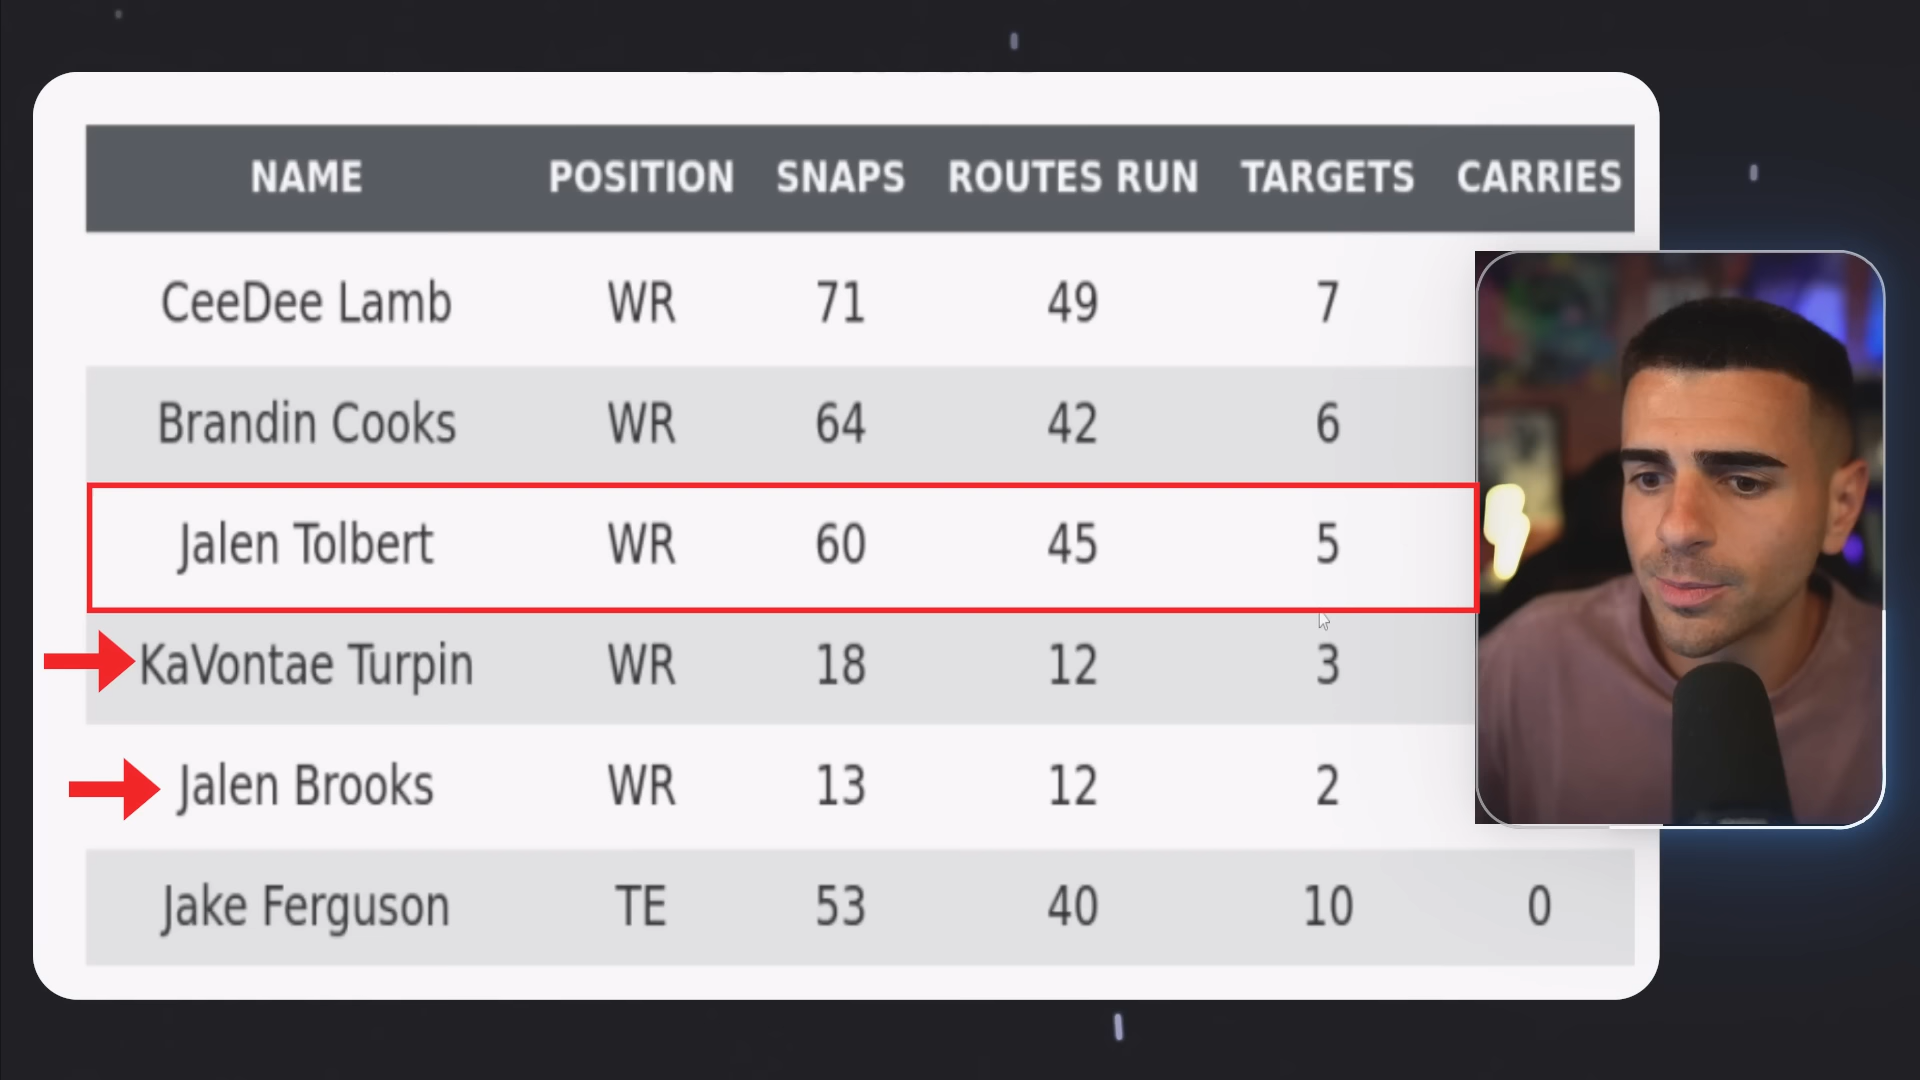 NAME POSITION SNAPS ROUTES RUN TARGETS CARRIES
CeeDee Lamb WR 71 49 7
Brandin Cooks WR 64 42 6
Jalen Tolbert WR 60 45 5
KaVontae Turpin WR 18 12 3
Jalen Brooks WR 13 12 2
Jake Ferguson TE 53 40 10 0